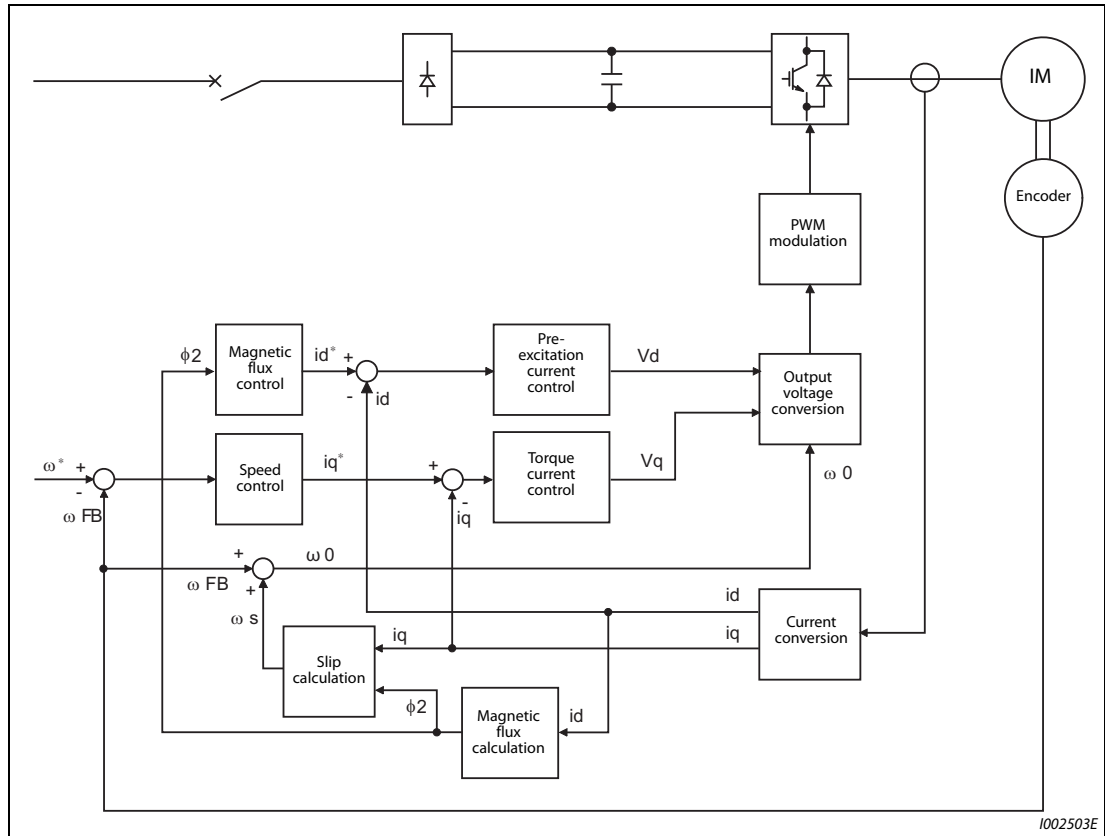 IM
Encoder
PWM
modulation
ϕ2
Magnetic
flux
control
id*
+
-
id
Pre-
excitation
current
control
Vd
Output
voltage
conversion
ω*
+
-
ω FB
Speed
control
iq*
+
-
iq
Torque
current
control
Vq
ω 0
+
ω FB
+
ω 0
ω s
Slip
calculation
iq
ϕ2
Magnetic
flux
calculation
id
id
iq
Current
conversion
I002503E